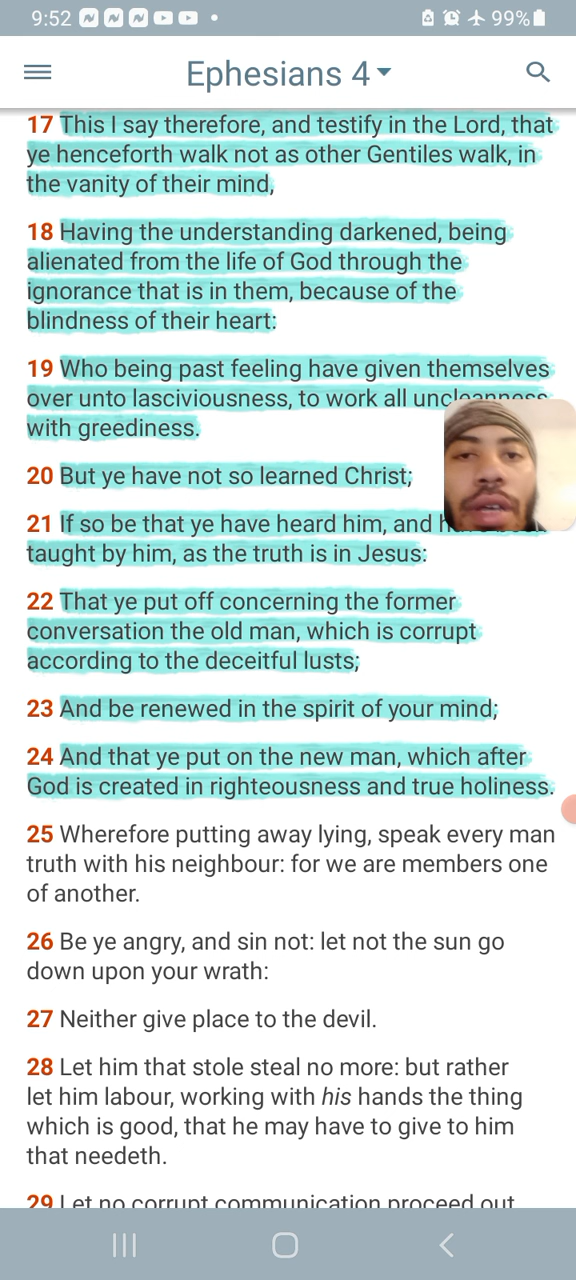 9:52
99%
Ephesians 4
17 This I say therefore, and testify in the Lord, that
ye henceforth walk not as other Gentiles walk, in
the vanity of their mind,
18 Having the understanding darkened, being
alienated from the life of God through the
ignorance that is in them, because of the
blindness of their heart:
19 Who being past feeling have given themselves
over unto lasciviousness, to work all uncleanness
with greediness.
20 But ye have not so learned Christ;
21 If so be that ye have heard him, and
taught by him, as the truth is in Jesus:
22 That ye put off concerning the former
conversation the old man, which is corrupt
according to the deceitful lusts;
23 And be renewed in the spirit of your mind;
24 And that ye put on the new man, which after
God is created in righteousness and true holiness.
25 Wherefore putting away lying, speak every man
truth with his neighbour: for we are members one
of another.
26 Be ye angry, and sin not: let not the sun go
down upon your wrath:
27 Neither give place to the devil.
28 Let him that stole steal no more: but rather
let him labour, working with his hands the thing
which is good, that he may have to give to him
that needeth.
29 Let no corrupt communication proceed out